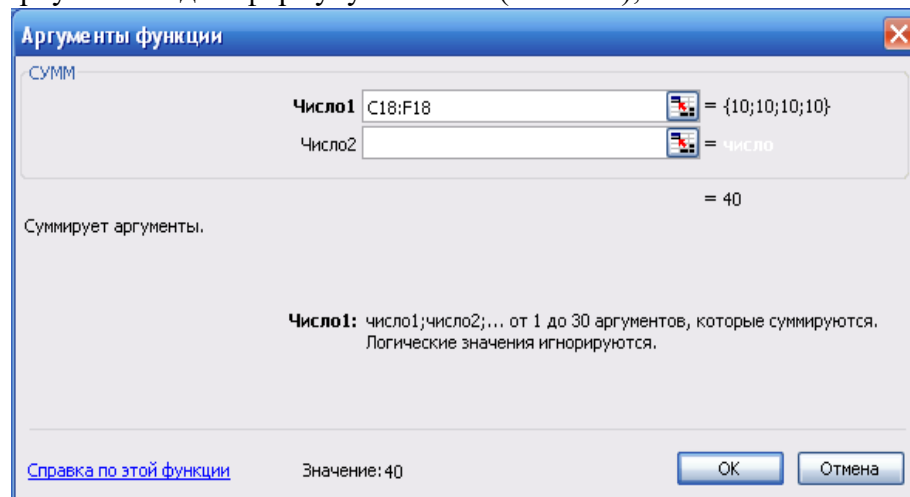 Аргументы функции
СУММ
Число1 C18:F18 = {10;10;10;10}
Число2 = число
= 40
Суммирует аргументы.
Число1: число1;число2;... от 1 до 30 аргументов, которые суммируются.
Логические значения игнорируются.
Справка по этой функции Значение:40 OK Отмена